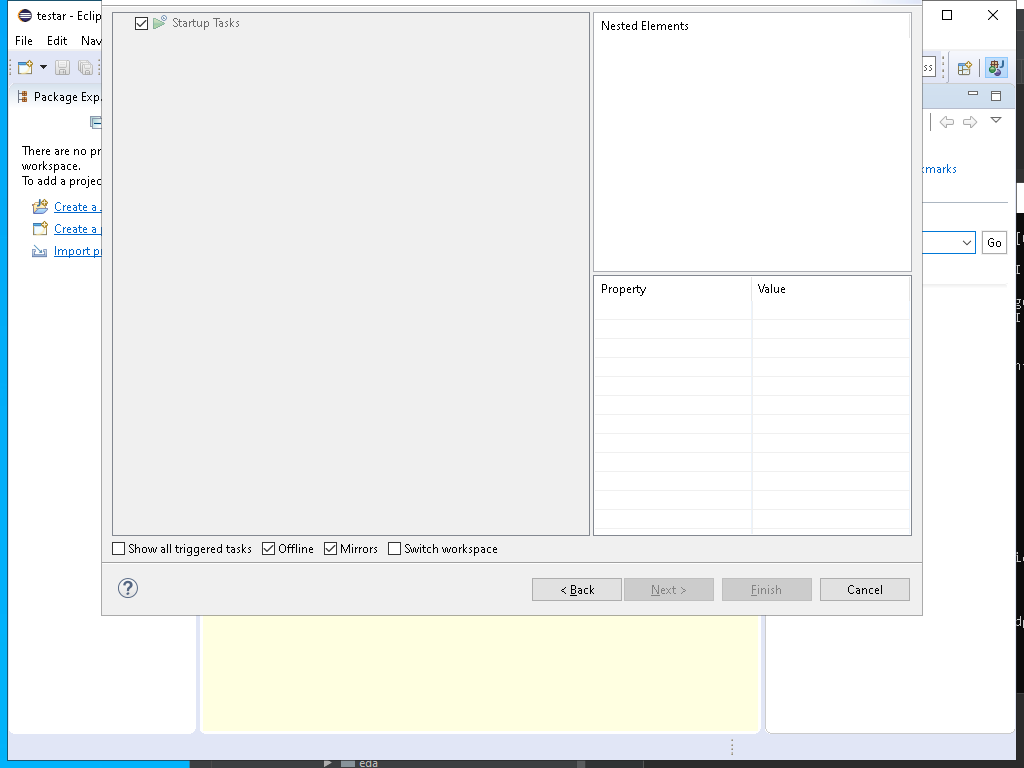 testar - Eclip
File Edit Nav
Package Exp
There are no pr
workspace.
To add a projec
Create a
Create a
Import pr
Startup Tasks
Nested Elements
Property Value
Show all triggered tasks Offline Mirrors Switch workspace
? < Back Next > Finish Cancel
ss
kmarks
Go
eda